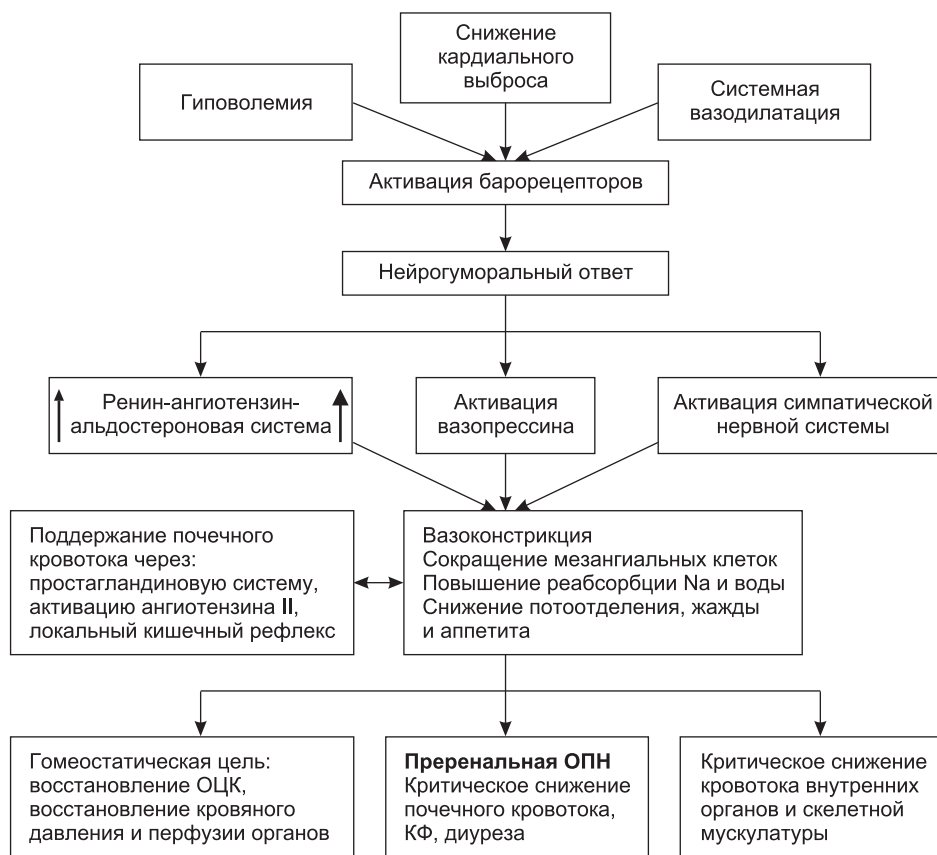 Снижение
кардиального
выброса
Гиповолемия
Системная
вазодилатация
Активация барорецепторов
Нейрогуморальный ответ
Ренин-ангиотензин-
альдостероновая система
Активация
вазопрессина
Активация симпатической
нервной системы
Поддержание почечного
кровотока через:
простагландиновую систему,
активацию ангиотензина II,
локальный кишечный рефлекс
Вазоконстрикция
Сокращение мезангиальных клеток
Повышение реабсорбции Na и воды
Снижение потоотделения, жажды
и аппетита
Гомеостатическая цель:
восстановление ОЦК,
восстановление кровяного
давления и перфузии органов
Преренальная ОПН
Критическое снижение
почечного кровотока,
КФ, диуреза
Критическое снижение
кровотока внутренних
органов и скелетной
мускулатуры